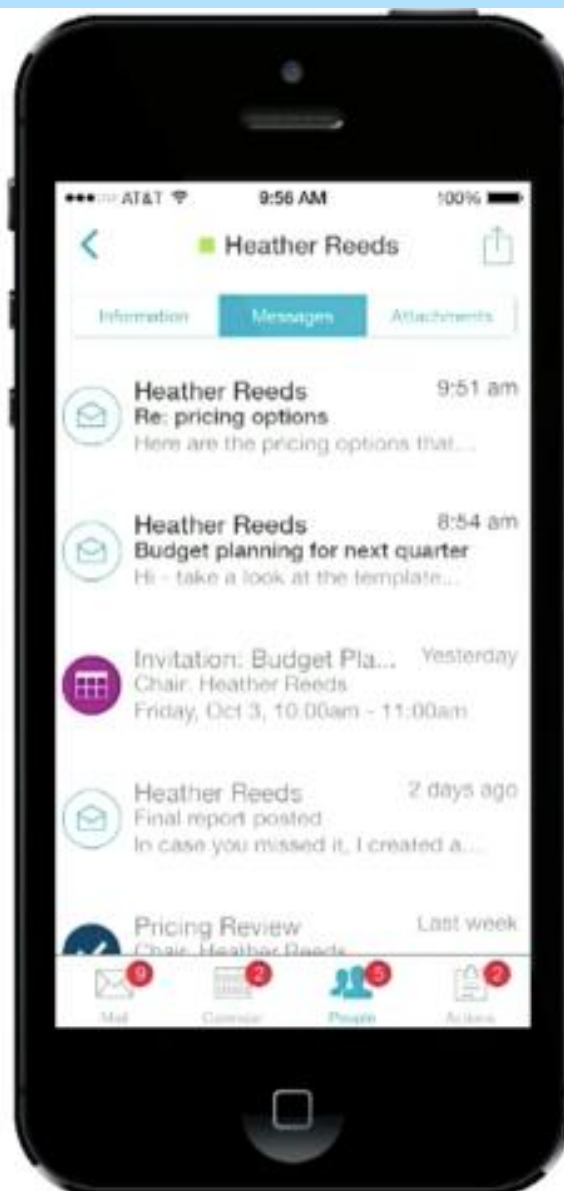 AT&T 9:56 AM 100%
Heather Reeds
Information Messages Attachments
Heather Reeds 9:51 am
Re: pricing options
Here are the pricing options that...
Heather Reeds 8:54 am
Budget planning for next quarter
Hi - take a look at the template...
Invitation: Budget Pla... Yesterday
Chair: Heather Reeds
Friday, Oct 3, 10:00am - 11:00am
Heather Reeds 2 days ago
Final report posted
In case you missed it, I created a...
Pricing Review Last week
Chair: Heather Reeds
9 2 5 2
Mail Calendar People Actions